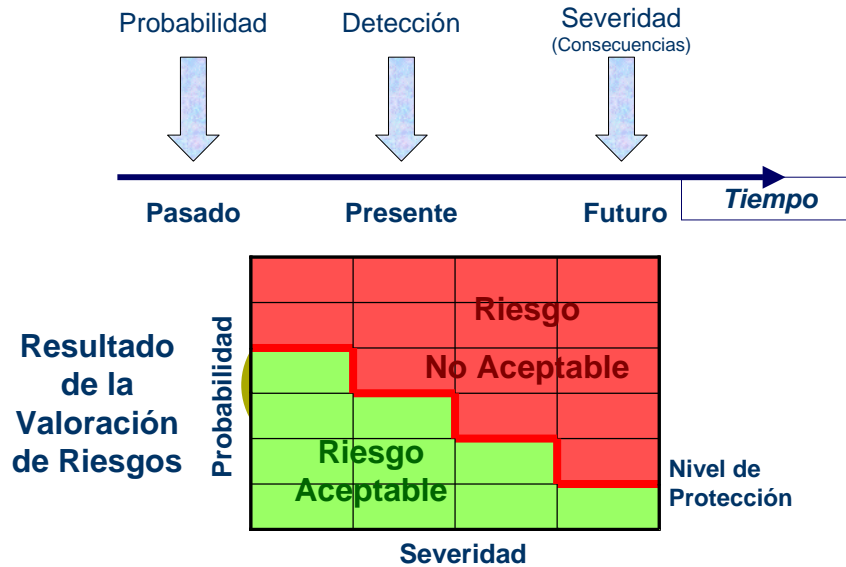 Probabilidad
Detección
Severidad
(Consecuencias)
Pasado
Presente
Futuro
Tiempo
Resultado
de la
Valoración
de Riesgos
Probabilidad
Riesgo
No Aceptable
Riesgo
Aceptable
Nivel de
Protección
Severidad